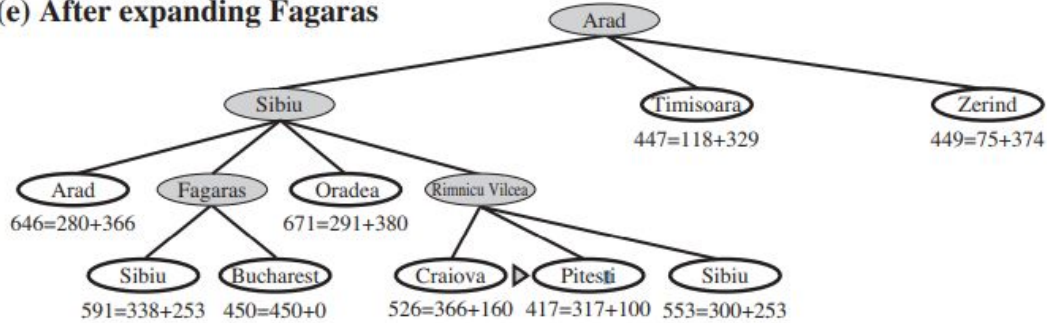 (e) After expanding Fagaras
Arad
Sibiu
Timisoara
Zerind
447=118+329
449=75+374
Arad
Fagaras
Oradea
Rimnicu Vilcea
646=280+366
671=291+380
Sibiu
Bucharest
Craiova
Pitesti
Sibiu
591=338+253
450=450+0
526=366+160
417=317+100
553=300+253